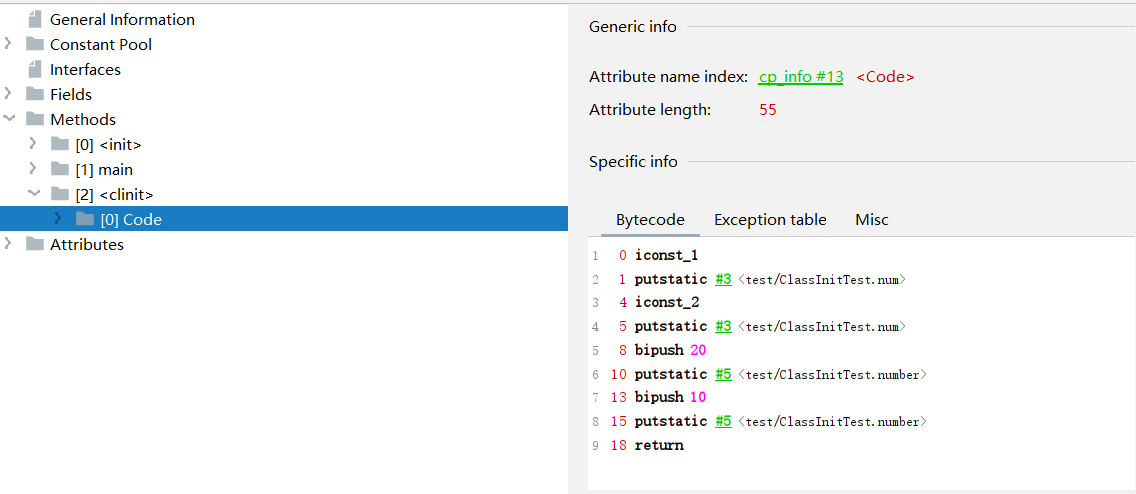 General Information
Constant Pool
Interfaces
Fields
Methods
[0] <init>
[1] main
[2] <clinit>
[0] Code
Attributes
Generic info
Attribute name index: cp_info #13 <Code>
Attribute length: 55
Specific info
Bytecode Exception table Misc
1 0 iconst_1
2 1 putstatic #3 <test/ClassInitTest.num>
3 4 iconst_2
4 5 putstatic #3 <test/ClassInitTest.num>
5 8 bipush 20
6 10 putstatic #5 <test/ClassInitTest.number>
7 13 bipush 10
8 15 putstatic #5 <test/ClassInitTest.number>
9 18 return